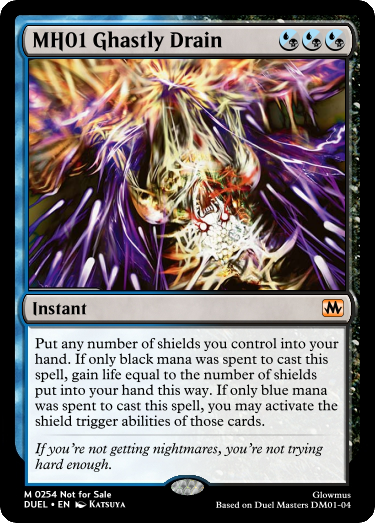 MH01 Ghastly Drain
Instant
Put any number of shields you control into your
hand. If only black mana was spent to cast this
spell, gain life equal to the number of shields
put into your hand this way. If only blue mana
was spent to cast this spell, you may activate the
shield trigger abilities of those cards.
If you're not getting nightmares, you're not trying
hard enough.
M 0254 Not for Sale
DUEL • EN Katsuya
Glowmus
Based on Duel Masters DM01-04